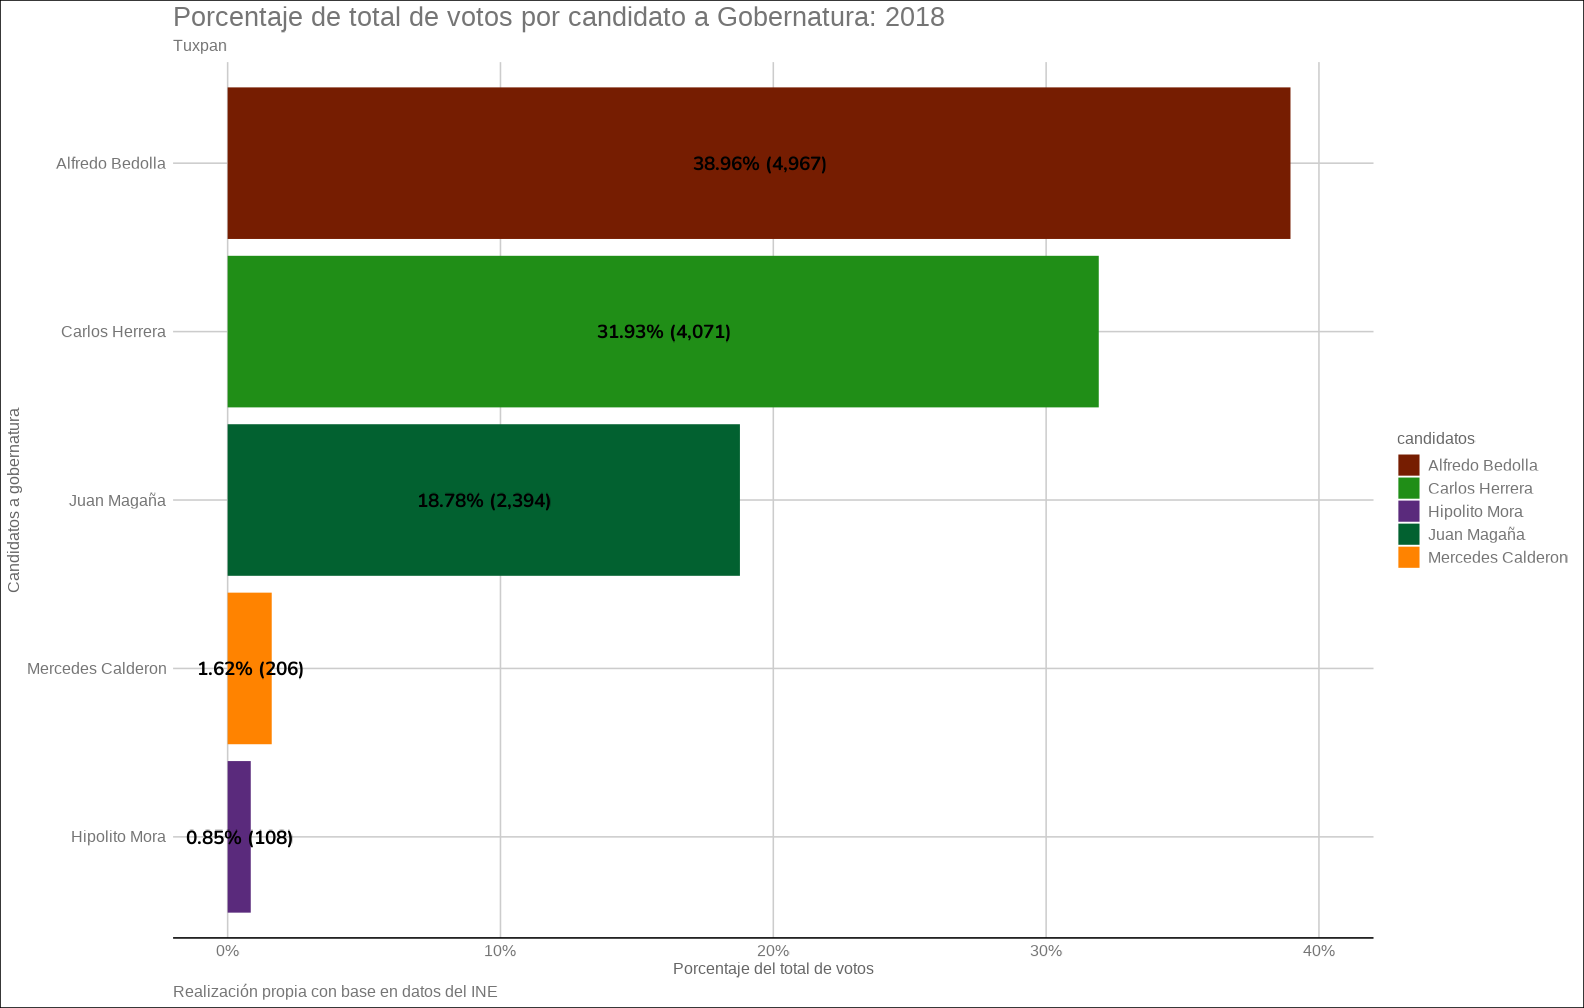 Porcentaje de total de votos por candidato a Gobernatura: 2018
Tuxpan
Candidatos a gobernatura
Alfredo Bedolla
38.96% (4,967)
Carlos Herrera
31.93% (4,071)
Juan Magaña
18.78% (2,394)
Mercedes Calderon
1.62% (206)
Hipolito Mora
0.85% (108)
0% 10% 20% 30% 40%
Porcentaje del total de votos
candidatos
Alfredo Bedolla
Carlos Herrera
Hipolito Mora
Juan Magaña
Mercedes Calderon
Realización propia con base en datos del INE